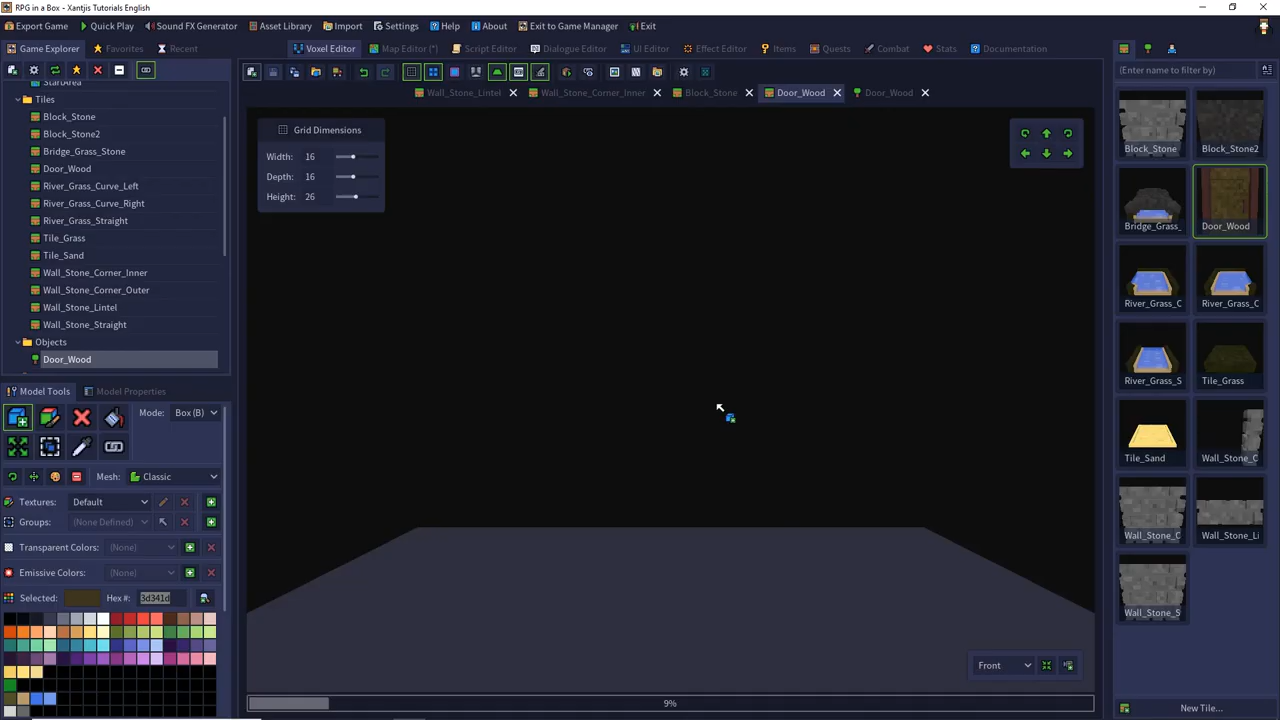 RPG in a Box - Xantjis Tutorials English
Export Game Quick Play Sound FX Generator Asset Library Import Settings Help About Exit to Game Manager Exit
Game Explorer Favorites Recent Voxel Editor Map Editor (*) Script Editor Dialogue Editor UI Editor Effect Editor Items Quests Combat Stats Documentation
(Enter name to filter by)
StarArea
Wall_Stone_Lintel Wall_Stone_Corner_Inner Block_Stone Door_Wood Door_Wood
Tiles
Block_Stone
Block_Stone2
Bridge_Grass_Stone
Door_Wood
River_Grass_Curve_Left
River_Grass_Curve_Right
River_Grass_Straight
Tile_Grass
Tile_Sand
Wall_Stone_Corner_Inner
Wall_Stone_Corner_Outer
Wall_Stone_Lintel
Wall_Stone_Straight
Objects
Door_Wood
Grid Dimensions
Width: 16
Depth: 16
Height: 26
Block_Stone Block_Stone2
Bridge_Grass_ Door_Wood
River_Grass_C River_Grass_C
River_Grass_S Tile_Grass
Tile_Sand Wall_Stone_C
Wall_Stone_C Wall_Stone_Li
Wall_Stone_S
Model Tools Model Properties
Mode: Box (B)
Mesh: Classic
Textures: Default
Groups: (None Defined)
Transparent Colors: (None)
Emissive Colors: (None)
Selected: Hex #: 3d341d
Front
9%
New Tile...